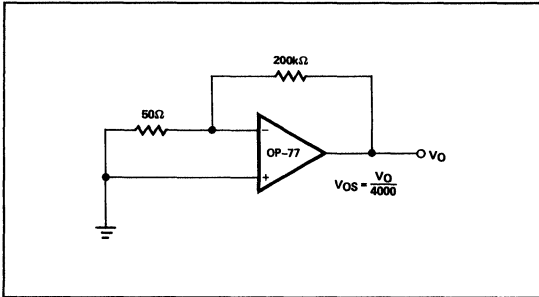 200kΩ
50Ω
−
OP-77
+
VO
VOS = VO/4000